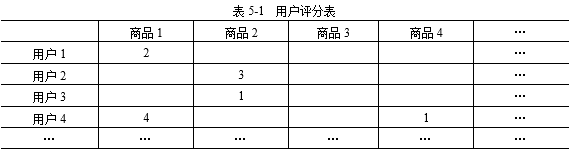 表 5-1 用户评分表
商品 1 商品 2 商品 3 商品 4 …
用户 1 2 …
用户 2 3 …
用户 3 1 …
用户 4 4 1 …
… … … … … …